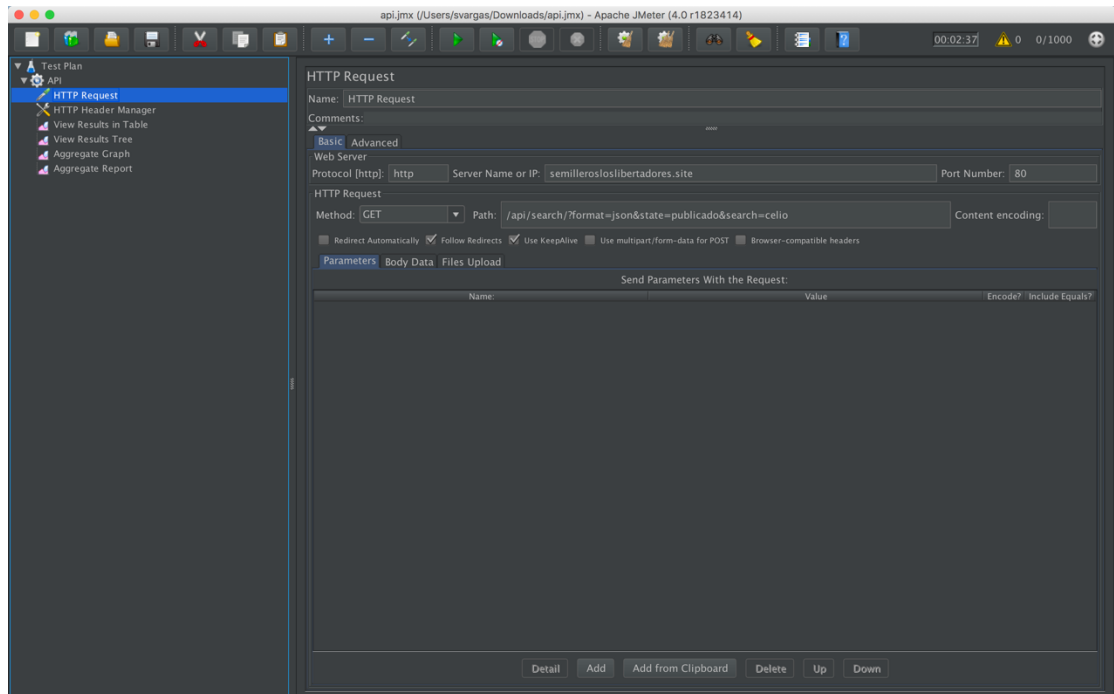 api.jmx (/Users/svargas/Downloads/api.jmx) - Apache JMeter (4.0 r1823414)
00:02:37 0 0/1000
Test Plan
API
HTTP Request
HTTP Header Manager
View Results in Table
View Results Tree
Aggregate Graph
Aggregate Report
HTTP Request
Name: HTTP Request
Comments:
Basic Advanced
Web Server
Protocol [http]: http Server Name or IP: semillerosloslibertadores.site Port Number: 80
HTTP Request
Method: GET Path: /api/search/?format=json&state=publicado&search=celio Content encoding:
Redirect Automatically Follow Redirects Use KeepAlive Use multipart/form-data for POST Browser-compatible headers
Parameters Body Data Files Upload
Send Parameters With the Request:
Name: Value Encode? Include Equals?
Detail Add Add from Clipboard Delete Up Down